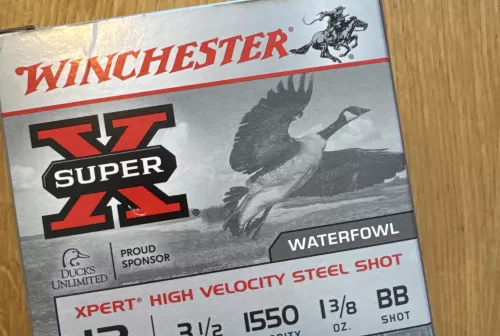 WINCHESTER®
SUPER X®
DUCKS UNLIMITED
PROUD SPONSOR
WATERFOWL
XPERT® HIGH VELOCITY STEEL SHOT
12 3 1/2 1550 1 3/8 BB
OZ. SHOT